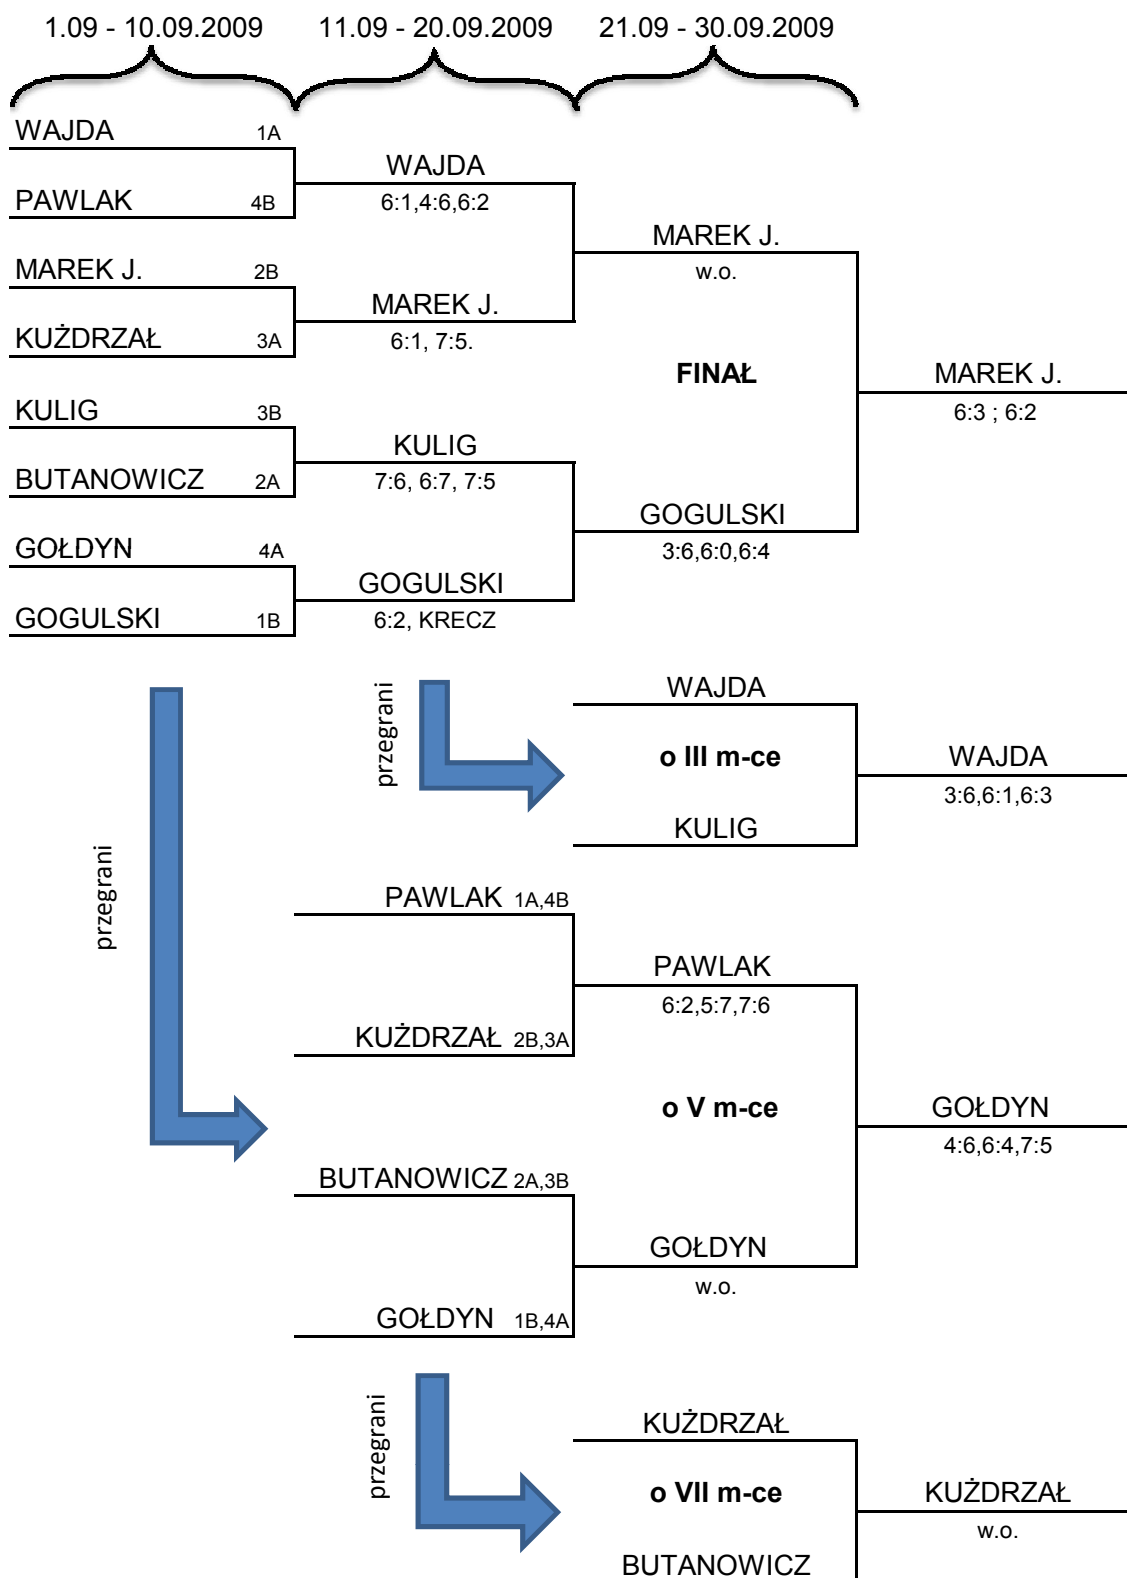 1.09 - 10.09.2009 11.09 - 20.09.2009 21.09 - 30.09.2009
WAJDA 1A
WAJDA
6:1,4:6,6:2
PAWLAK 4B
MAREK J.
w.o.
MAREK J. 2B
MAREK J.
6:1, 7:5.
KUŻDRZAŁ 3A
FINAŁ
MAREK J.
6:3 ; 6:2
KULIG 3B
KULIG
7:6, 6:7, 7:5
BUTANOWICZ 2A
GOGULSKI
3:6,6:0,6:4
GOŁDYN 4A
GOGULSKI
6:2, KRECZ
GOGULSKI 1B
przegrani
WAJDA
o III m-ce
WAJDA
3:6,6:1,6:3
KULIG
przegrani
PAWLAK 1A,4B
PAWLAK
6:2,5:7,7:6
KUŻDRZAŁ 2B,3A
o V m-ce
GOŁDYN
4:6,6:4,7:5
BUTANOWICZ 2A,3B
GOŁDYN
w.o.
GOŁDYN 1B,4A
przegrani
KUŻDRZAŁ
o VII m-ce
KUŻDRZAŁ
w.o.
BUTANOWICZ